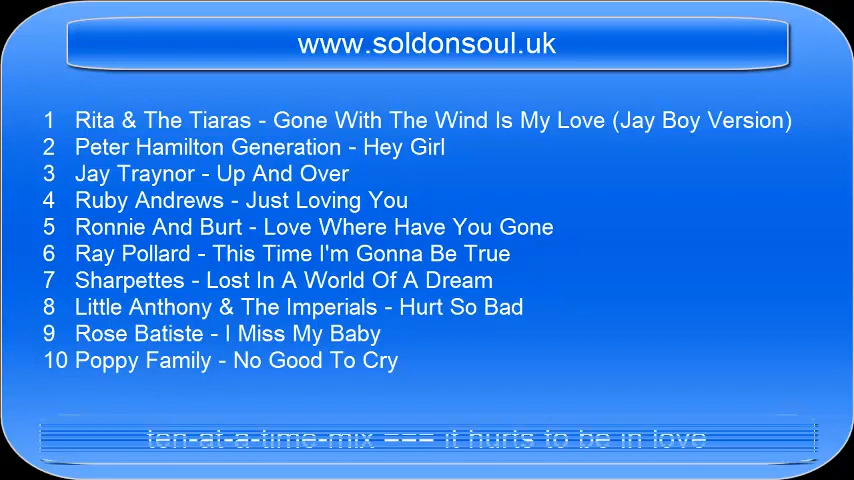 www.soldonsoul.uk
1 Rita & The Tiaras - Gone With The Wind Is My Love (Jay Boy Version)
2 Peter Hamilton Generation - Hey Girl
3 Jay Traynor - Up And Over
4 Ruby Andrews - Just Loving You
5 Ronnie And Burt - Love Where Have You Gone
6 Ray Pollard - This Time I'm Gonna Be True
7 Sharpettes - Lost In A World Of A Dream
8 Little Anthony & The Imperials - Hurt So Bad
9 Rose Batiste - I Miss My Baby
10 Poppy Family - No Good To Cry
ten-at-a-time-mix === it hurts to be in love